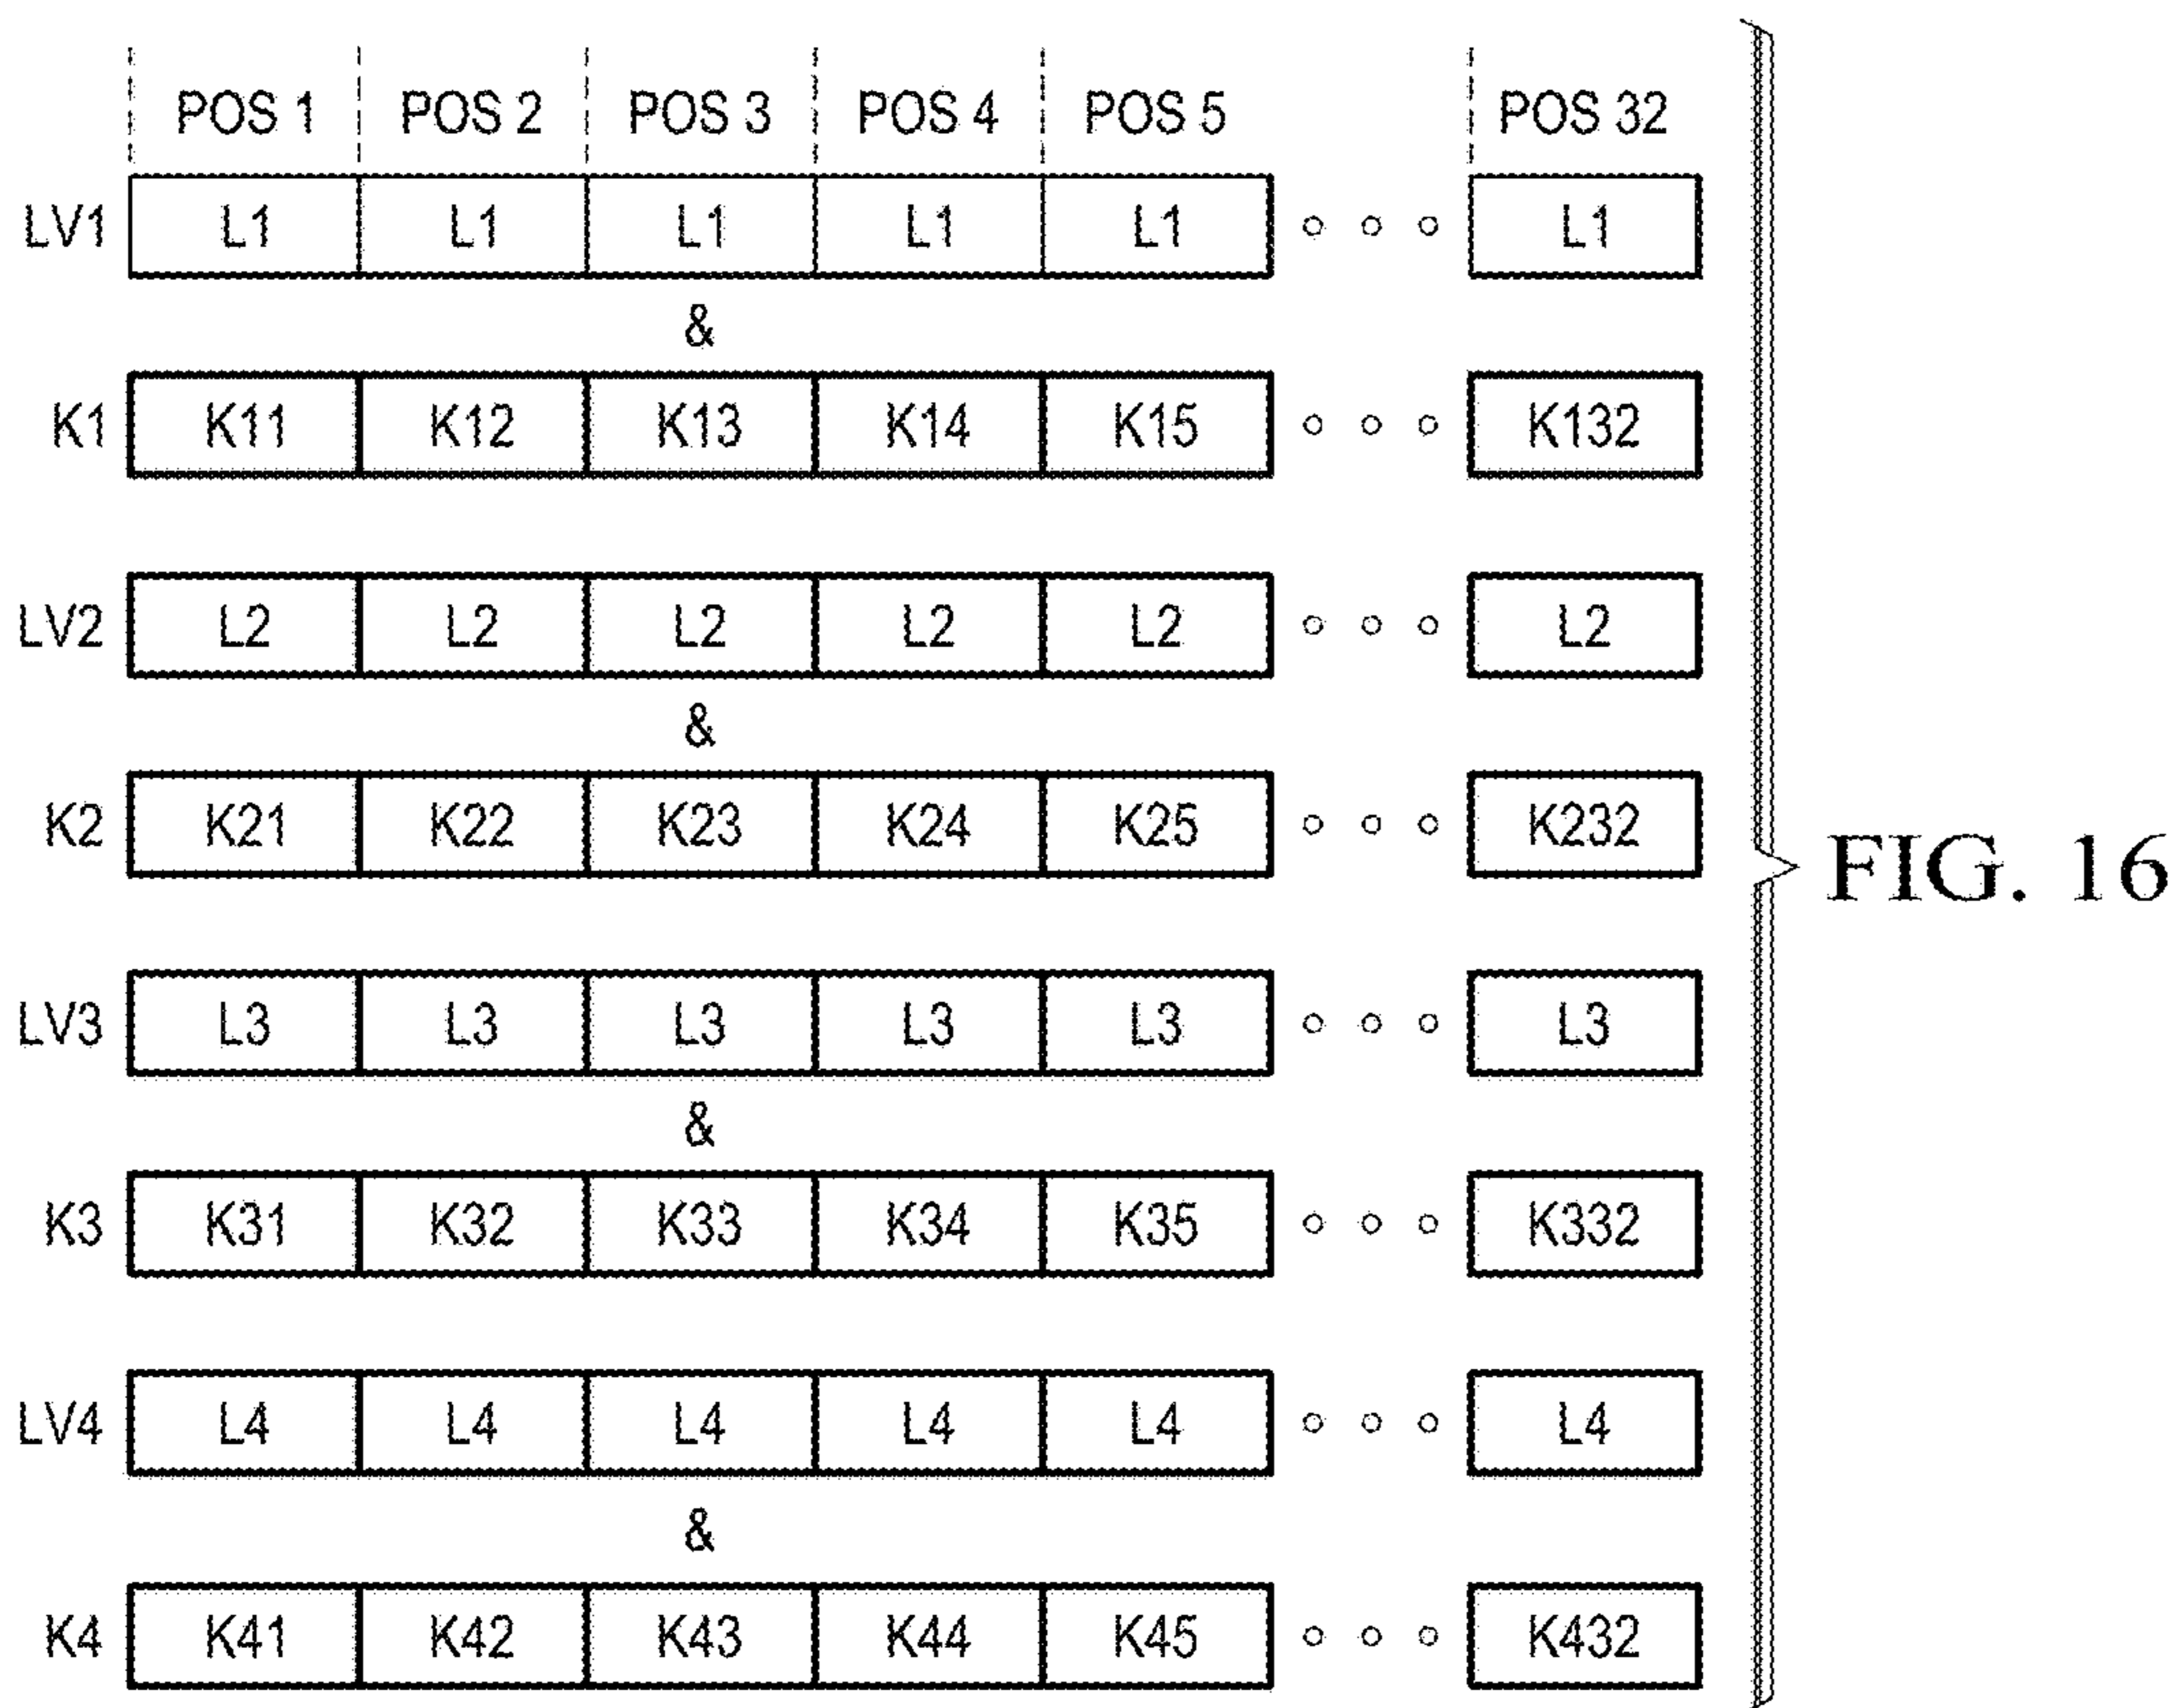 POS 1 POS 2 POS 3 POS 4 POS 5 POS 32
LV1 L1 L1 L1 L1 L1 L1
&
K1 K11 K12 K13 K14 K15 K132
LV2 L2 L2 L2 L2 L2 L2
&
K2 K21 K22 K23 K24 K25 K232
FIG. 16
LV3 L3 L3 L3 L3 L3 L3
&
K3 K31 K32 K33 K34 K35 K332
LV4 L4 L4 L4 L4 L4 L4
&
K4 K41 K42 K43 K44 K45 K432